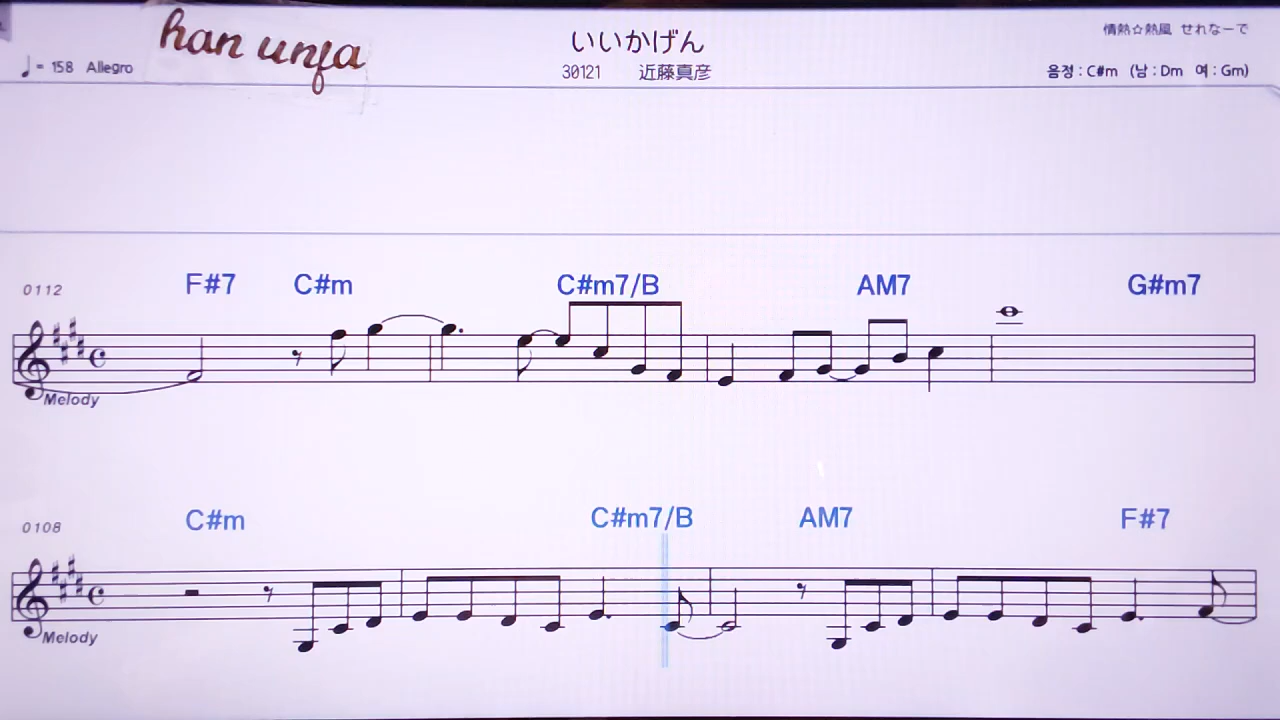 han unfa
いいかげん
情熱☆熱風 せれなーで
♩= 158 Allegro
30121 近藤真彦
음정 : C#m (남 : Dm 여 : Gm)
0112 F#7 C#m C#m7/B AM7 G#m7
Melody
0108 C#m C#m7/B AM7 F#7
Melody